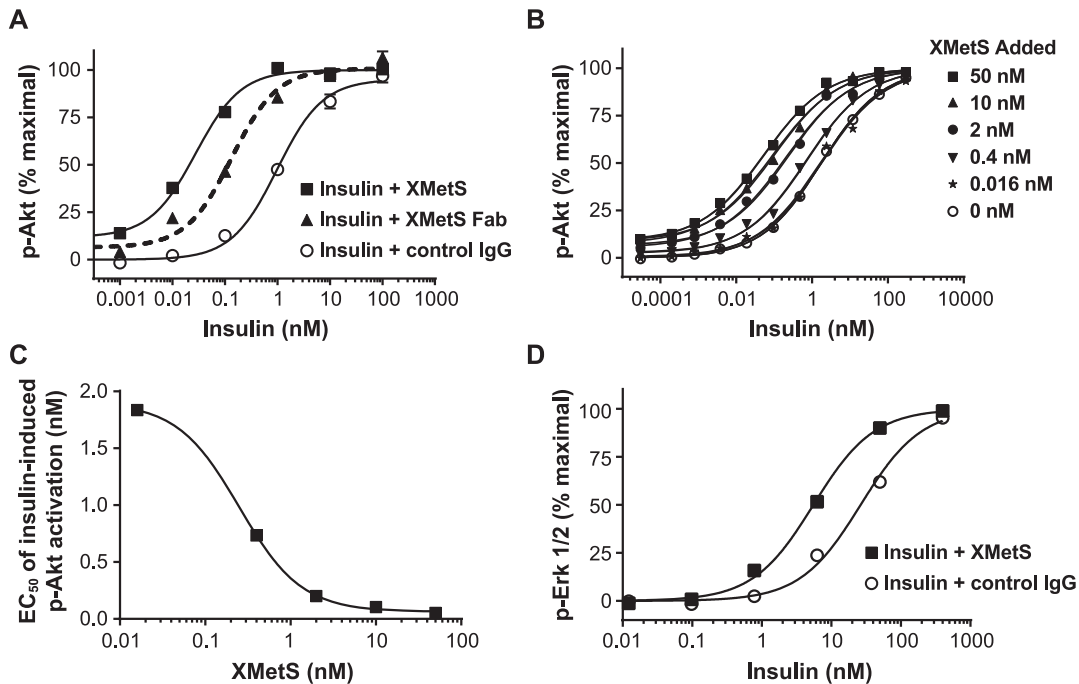 A
p-Akt (% maximal)
100
75
50
25
0
0.001 0.01 0.1 1 10 100 1000
Insulin (nM)
Insulin + XMetS
Insulin + XMetS Fab
Insulin + control IgG
B
p-Akt (% maximal)
100
75
50
25
0
0.0001 0.01 1 100 10000
Insulin (nM)
XMetS Added
50 nM
10 nM
2 nM
0.4 nM
0.016 nM
0 nM
C
EC50 of insulin-induced
p-Akt activation (nM)
2.0
1.5
1.0
0.5
0.0
0.01 0.1 1 10 100
XMetS (nM)
D
p-Erk 1/2 (% maximal)
100
75
50
25
0
0.01 0.1 1 10 100 1000
Insulin (nM)
Insulin + XMetS
Insulin + control IgG